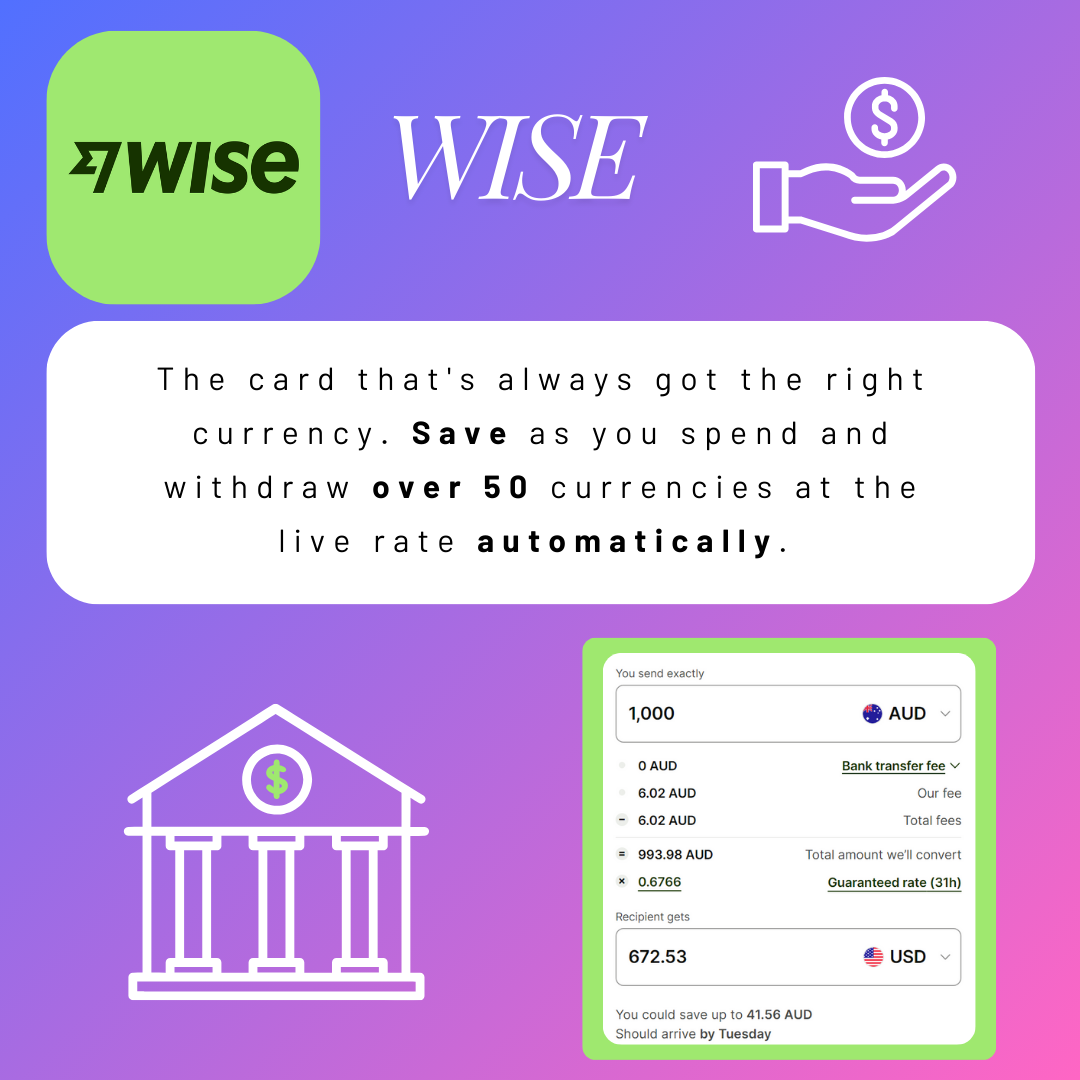 WISE
WISE
$
The card that's always got the right
currency. Save as you spend and
withdraw over 50 currencies at the
live rate automatically.
$
You send exactly
1,000 AUD
0 AUD Bank transfer fee
6.02 AUD Our fee
− 6.02 AUD Total fees
= 993.98 AUD Total amount we'll convert
× 0.6766 Guaranteed rate (31h)
Recipient gets
672.53 USD
You could save up to 41.56 AUD
Should arrive by Tuesday